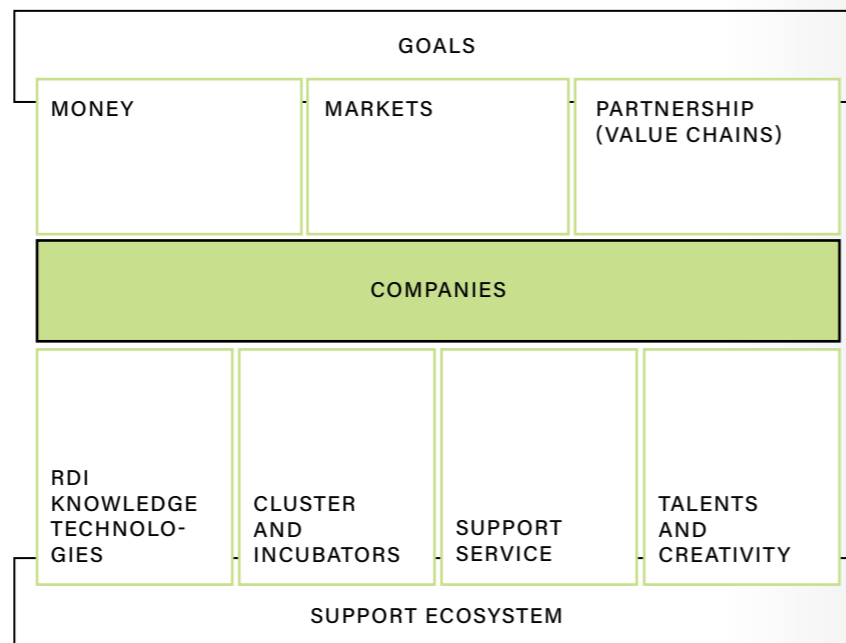 GOALS
MONEY
MARKETS
PARTNERSHIP
(VALUE CHAINS)
COMPANIES
RDI
KNOWLEDGE
TECHNOLO-
GIES
CLUSTER
AND
INCUBATORS
SUPPORT
SERVICE
TALENTS
AND
CREATIVITY
SUPPORT ECOSYSTEM